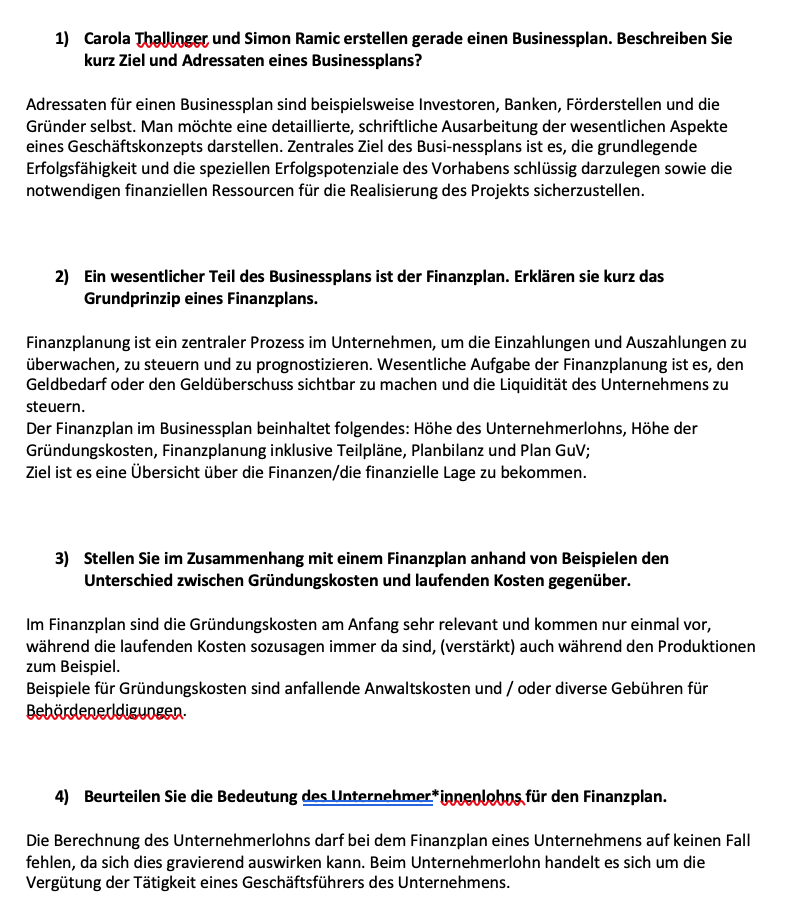 1) Carola Thallinger und Simon Ramic erstellen gerade einen Businessplan. Beschreiben Sie
kurz Ziel und Adressaten eines Businessplans?
Adressaten für einen Businessplan sind beispielsweise Investoren, Banken, Förderstellen und die
Gründer selbst. Man möchte eine detaillierte, schriftliche Ausarbeitung der wesentlichen Aspekte
eines Geschäftskonzepts darstellen. Zentrales Ziel des Busi-nessplans ist es, die grundlegende
Erfolgsfähigkeit und die speziellen Erfolgspotenziale des Vorhabens schlüssig darzulegen sowie die
notwendigen finanziellen Ressourcen für die Realisierung des Projekts sicherzustellen.
2) Ein wesentlicher Teil des Businessplans ist der Finanzplan. Erklären sie kurz das
Grundprinzip eines Finanzplans.
Finanzplanung ist ein zentraler Prozess im Unternehmen, um die Einzahlungen und Auszahlungen zu
überwachen, zu steuern und zu prognostizieren. Wesentliche Aufgabe der Finanzplanung ist es, den
Geldbedarf oder den Geldüberschuss sichtbar zu machen und die Liquidität des Unternehmens zu
steuern.
Der Finanzplan im Businessplan beinhaltet folgendes: Höhe des Unternehmerlohns, Höhe der
Gründungskosten, Finanzplanung inklusive Teilpläne, Planbilanz und Plan GuV;
Ziel ist es eine Übersicht über die Finanzen/die finanzielle Lage zu bekommen.
3) Stellen Sie im Zusammenhang mit einem Finanzplan anhand von Beispielen den
Unterschied zwischen Gründungskosten und laufenden Kosten gegenüber.
Im Finanzplan sind die Gründungskosten am Anfang sehr relevant und kommen nur einmal vor,
während die laufenden Kosten sozusagen immer da sind, (verstärkt) auch während den Produktionen
zum Beispiel.
Beispiele für Gründungskosten sind anfallende Anwaltskosten und / oder diverse Gebühren für
Behördenerldigungen.
4) Beurteilen Sie die Bedeutung des Unternehmer*innenlohns für den Finanzplan.
Die Berechnung des Unternehmerlohns darf bei dem Finanzplan eines Unternehmens auf keinen Fall
fehlen, da sich dies gravierend auswirken kann. Beim Unternehmerlohn handelt es sich um die
Vergütung der Tätigkeit eines Geschäftsführers des Unternehmens.